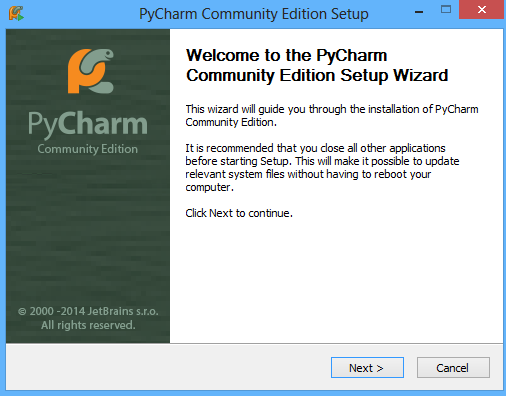 PyCharm Community Edition Setup
PyCharm
Community Edition
© 2000 -2014 JetBrains s.r.o.
All rights reserved.
Welcome to the PyCharm
Community Edition Setup Wizard
This wizard will guide you through the installation of PyCharm
Community Edition.
It is recommended that you close all other applications
before starting Setup. This will make it possible to update
relevant system files without having to reboot your
computer.
Click Next to continue.
Next >
Cancel